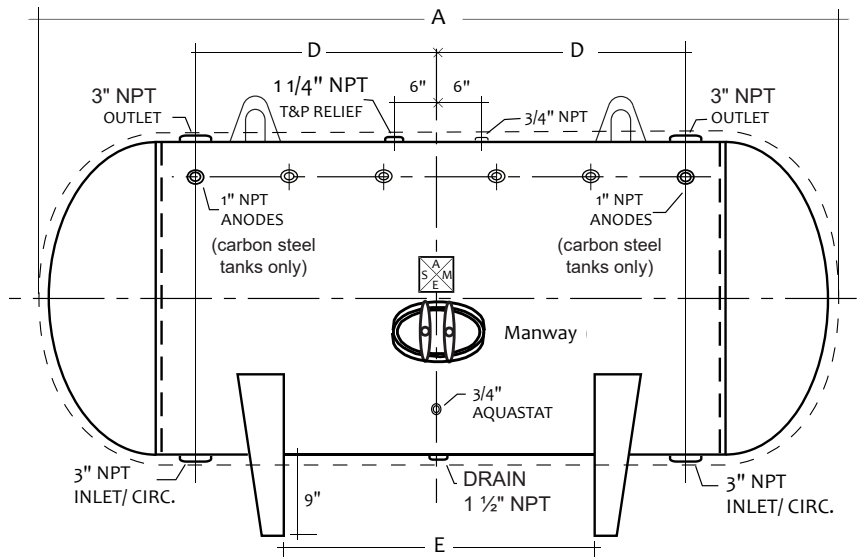 A
D
D
6"
6"
1 1/4" NPT
T&P RELIEF
3" NPT
OUTLET
3/4" NPT
3" NPT
OUTLET
1" NPT
ANODES
(carbon steel
tanks only)
1" NPT
ANODES
(carbon steel
tanks only)
A
S M
E
Manway
3/4"
AQUASTAT
3" NPT
INLET/ CIRC.
9"
DRAIN
1 ½" NPT
3" NPT
INLET/ CIRC.
E